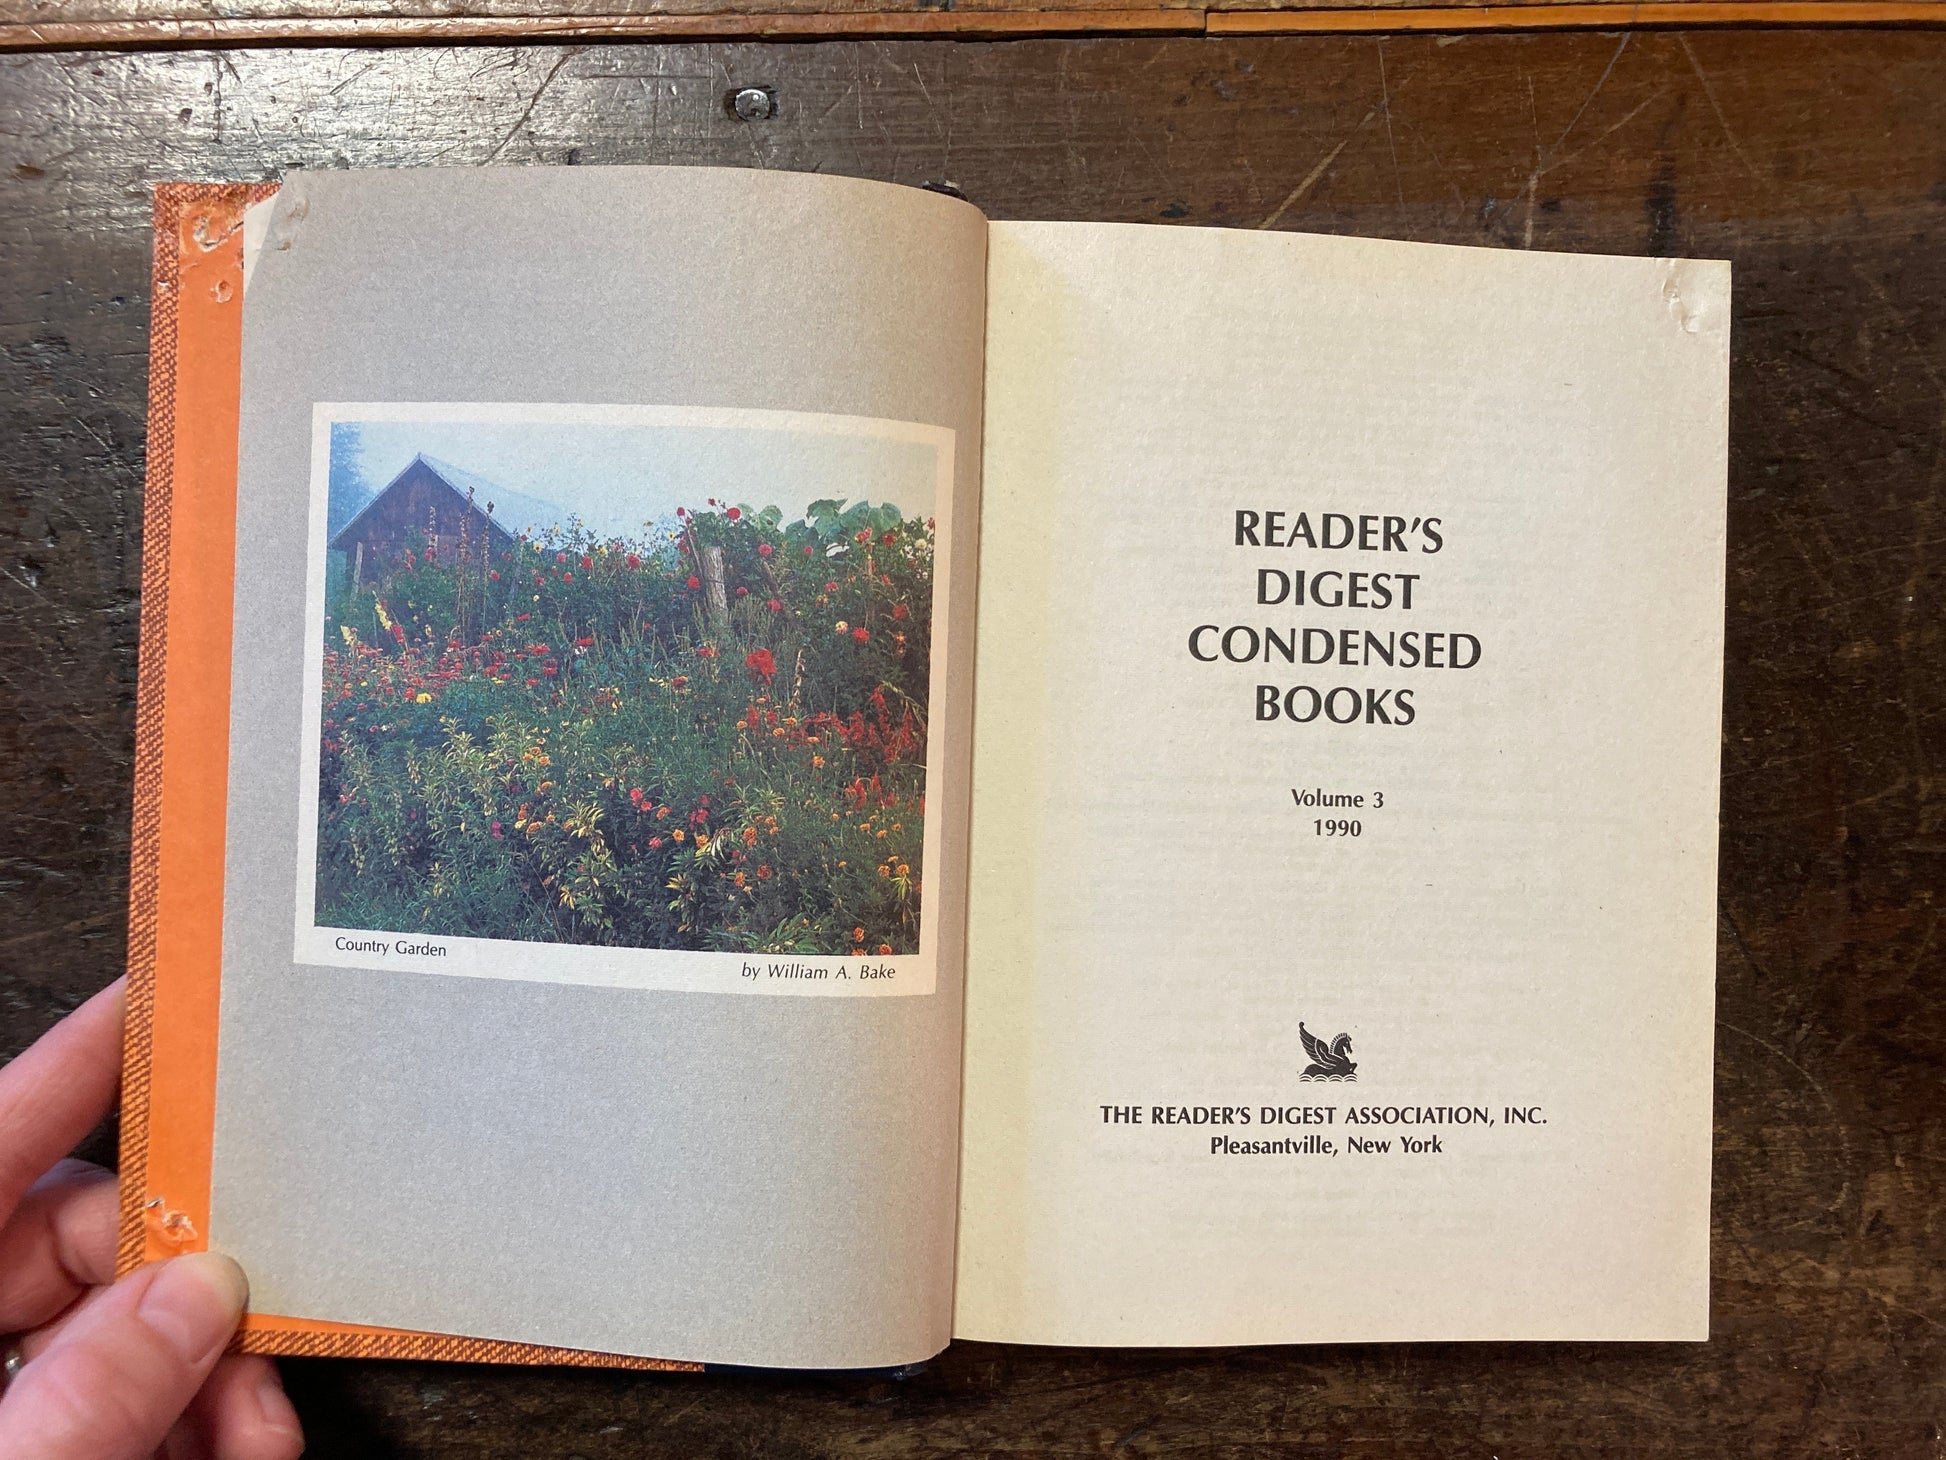 Country Garden
by William A. Bake
READER'S
DIGEST
CONDENSED
BOOKS
Volume 3
1990
THE READER'S DIGEST ASSOCIATION, INC.
Pleasantville, New York